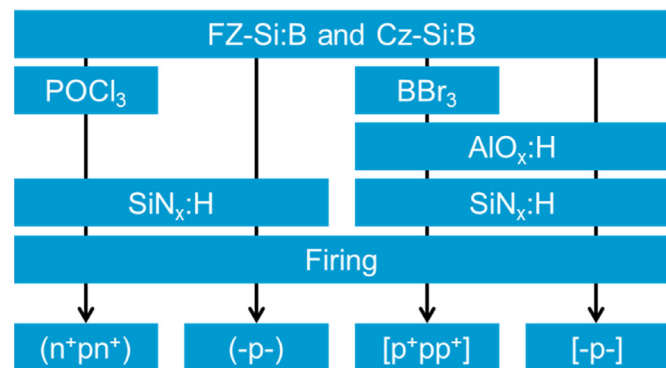 FZ-Si:B and Cz-Si:B
POCl₃
BBr₃
AlOₓ:H
SiNₓ:H
SiNₓ:H
Firing
(n⁺pn⁺)
(-p-)
[p⁺pp⁺]
[-p-]